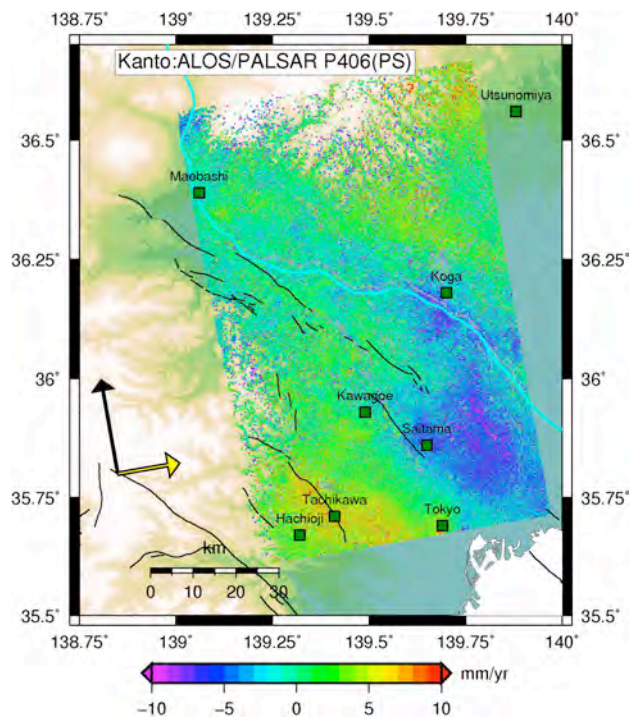 138.75° 139° 139.25° 139.5° 139.75° 140°
Kanto:ALOS/PALSAR P406(PS)
Utsunomiya
36.5° 36.5°
Maobashi
36.25° 36.25°
Koga
36° 36°
Kawagoe
Saitama
35.75° 35.75°
Tachikawa
Tokyo
Hachioji
km
0 10 20 30
35.5° 35.5°
138.75° 139° 139.25° 139.5° 139.75° 140°
mm/yr
−10 −5 0 5 10